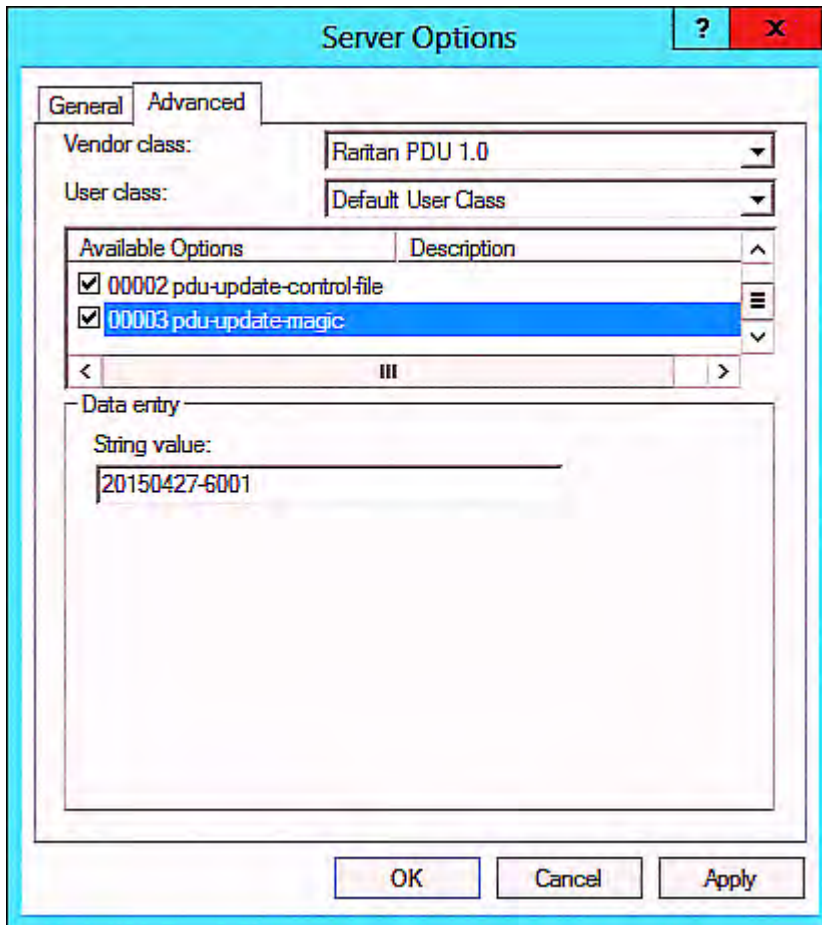 Server Options
?
x
General
Advanced
Vendor class:
Raritan PDU 1.0
User class:
Default User Class
Available Options
Description
00002 pdu-update-control-file
00003 pdu-update-magic
Data entry
String value:
20150427-6001
OK
Cancel
Apply